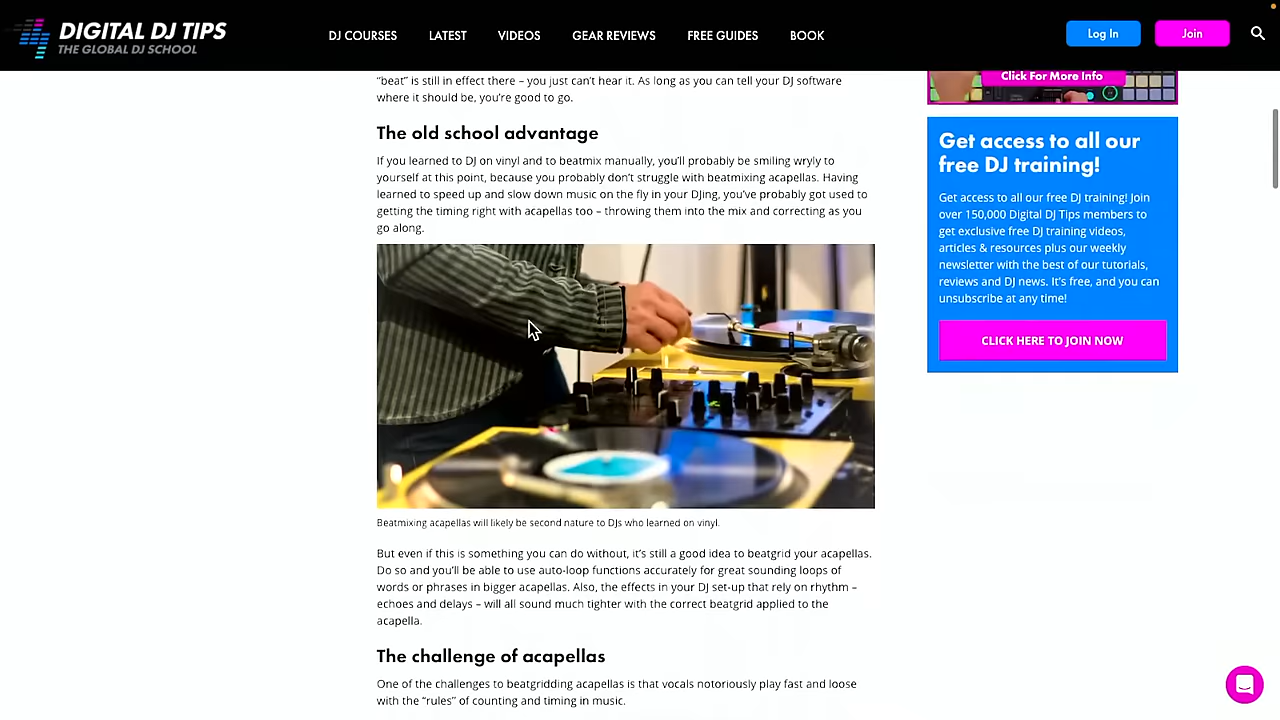 DIGITAL DJ TIPS
THE GLOBAL DJ SCHOOL
DJ COURSES
LATEST
VIDEOS
GEAR REVIEWS
FREE GUIDES
BOOK
Log In
Join
"beat" is still in effect there – you just can't hear it. As long as you can tell your DJ software
where it should be, you're good to go.
The old school advantage
If you learned to DJ on vinyl and to beatmix manually, you'll probably be smiling wryly to
yourself at this point, because you probably don't struggle with beatmixing acapellas. Having
learned to speed up and slow down music on the fly in your DJing, you've probably got used to
getting the timing right with acapellas too – throwing them into the mix and correcting as you
go along.
Beatmixing acapellas will likely be second nature to DJs who learned on vinyl.
But even if this is something you can do without, it's still a good idea to beatgrid your acapellas.
Do so and you'll be able to use auto-loop functions accurately for great sounding loops of
words or phrases in bigger acapellas. Also, the effects in your DJ set-up that rely on rhythm –
echoes and delays – will all sound much tighter with the correct beatgrid applied to the
acapella.
The challenge of acapellas
One of the challenges to beatgridding acapellas is that vocals notoriously play fast and loose
with the "rules" of counting and timing in music.
Click For More Info
Get access to all our
free DJ training!
Get access to all our free DJ training! Join
over 150,000 Digital DJ Tips members to
get exclusive free DJ training videos,
articles & resources plus our weekly
newsletter with the best of our tutorials,
reviews and DJ news. It's free, and you can
unsubscribe at any time!
CLICK HERE TO JOIN NOW